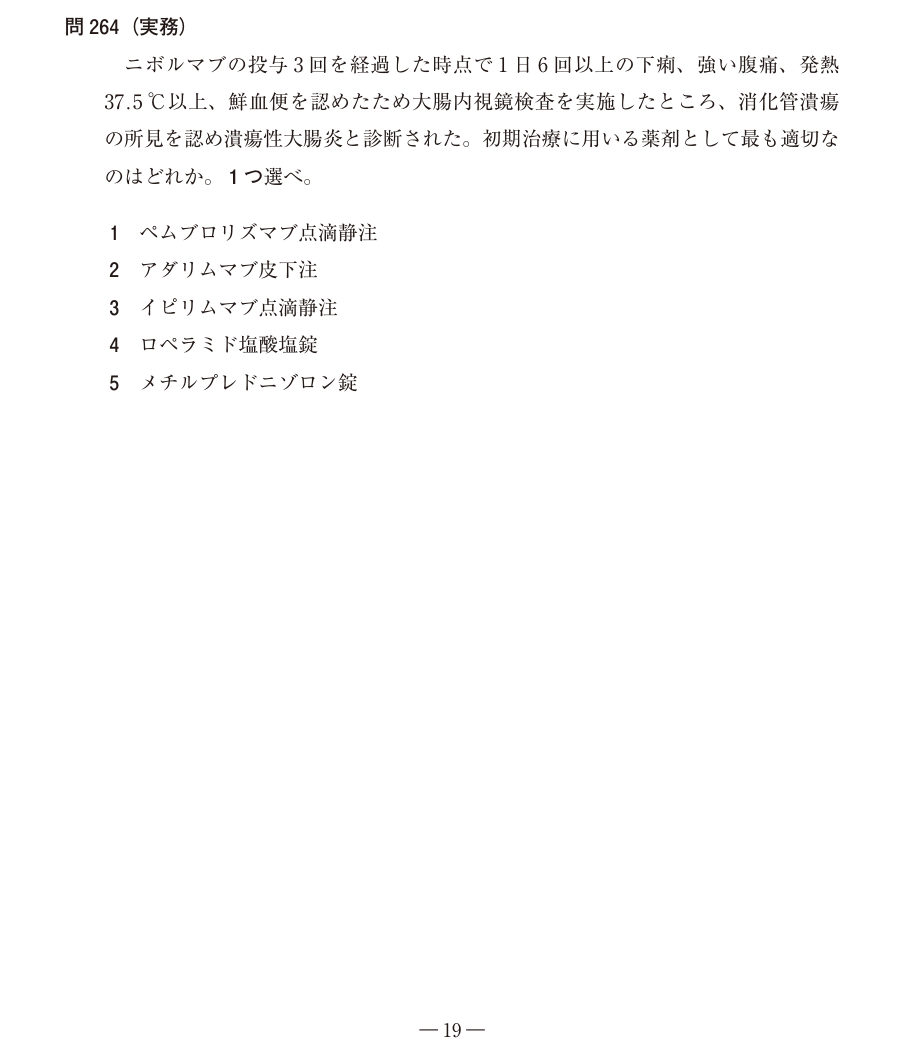 問 264（実務）
ニボルマブの投与 3 回を経過した時点で 1 日 6 回以上の下痢、強い腹痛、発熱
37.5 ℃以上、鮮血便を認めたため大腸内視鏡検査を実施したところ、消化管潰瘍
の所見を認め潰瘍性大腸炎と診断された。初期治療に用いる薬剤として最も適切な
のはどれか。1 つ選べ。
1 ペムブロリズマブ点滴静注
2 アダリムマブ皮下注
3 イピリムマブ点滴静注
4 ロペラミド塩酸塩錠
5 メチルプレドニゾロン錠
— 19 —